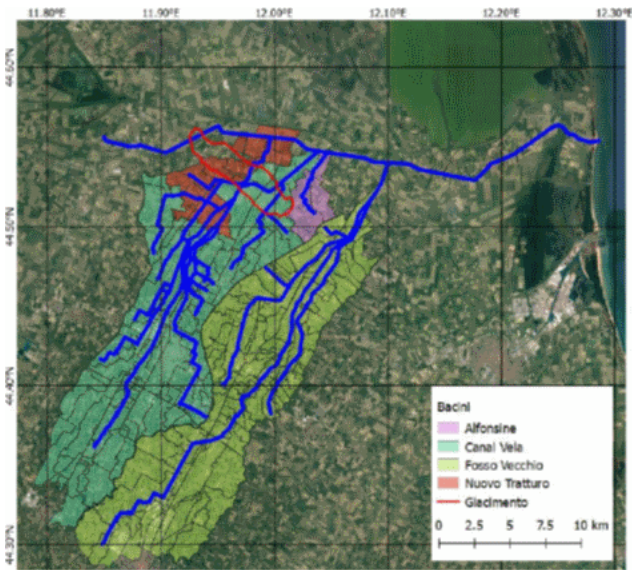 11.80°E 11.90°E 12.00°E 12.10°E 12.20°E 12.30°E
44.60°N
44.50°N
44.40°N
44.30°N
Bacini
Alfonsine
Canal Vela
Fosso Vecchio
Nuovo Tratturo
Giacimento
0 2.5 5 7.5 10 km